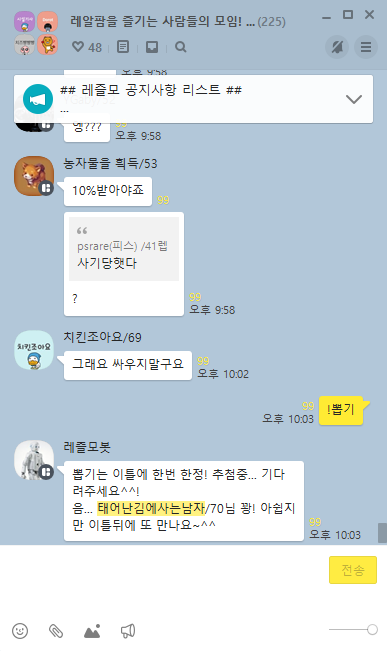 레알팜을 즐기는 사람들의 모임! ... (225)
48
오후 9:58
## 레즐모 공지사항 리스트 ##
...
엥???
99
오후 9:58
농자물을 획득/53
10%받아야죠
99
psrare(피스) /41렙
사기당햇다
?
99
오후 9:58
치킨조아요
치킨조아요/69
그래요 싸우지말구요
99
오후 10:02
99
오후 10:03
!뽑기
레즐모봇
뽑기는 이틀에 한번 한정! 추첨중... 기다
려주세요^^!
음... 태어난김에사는남자/70님 꽝! 아쉽지
만 이틀뒤에 또 만나요~^^
99
오후 10:03
전송